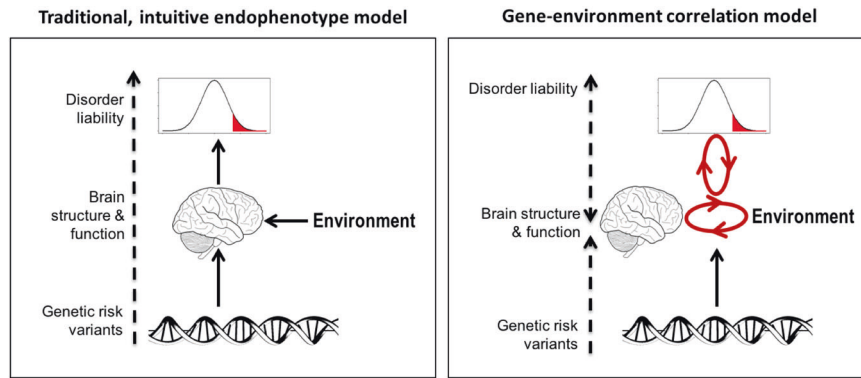 Traditional, intuitive endophenotype model
Disorder
liability
Brain
structure &
function
Environment
Genetic risk
variants
Gene-environment correlation model
Disorder liability
Brain structure
& function
Environment
Genetic risk
variants